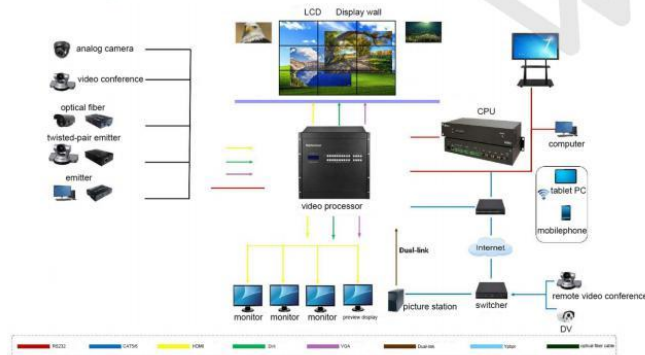 LCD Display wall
analog camera
video conference
optical fiber
twisted-pair emitter
emitter
CPU
computer
tablet PC
mobilephone
video processor
Dual-link
Internet
monitor
monitor
monitor
preview display
picture station
switcher
remote video conference
DV
RS232
CAT5/6
HDMI
DVI
VGA
Dual-link
optical fiber cable